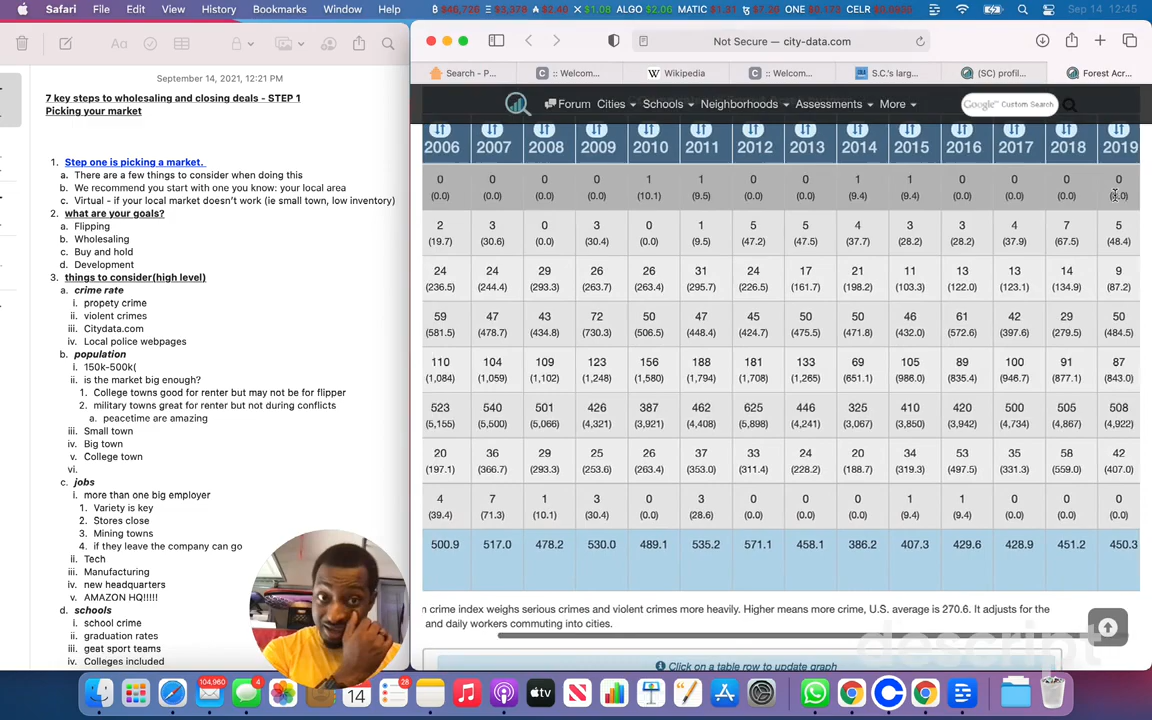 Safari File Edit View History Bookmarks Window Help
ALGO $2.06 MATIC $1.31 ONE CELR
Sep 14 12:45
Aa
September 14, 2021, 12:21 PM
7 key steps to wholesaling and closing deals - STEP 1
Picking your market
1. Step one is picking a market.
a. There are a few things to consider when doing this
b. We recommend you start with one you know: your local area
c. Virtual - if your local market doesn't work (ie small town, low inventory)
2. what are your goals?
a. Flipping
b. Wholesaling
c. Buy and hold
d. Development
3. things to consider(high level)
a. crime rate
i. propety crime
ii. violent crimes
iii. Citydata.com
iv. Local police webpages
b. population
i. 150k-500k(
ii. is the market big enough?
1. College towns good for renter but may not be for flipper
2. military towns great for renter but not during conflicts
a. peacetime are amazing
iii. Small town
iv. Big town
v. College town
vi.
c. jobs
i. more than one big employer
1. Variety is key
2. Stores close
3. Mining towns
4. if they leave the company can go
ii. Tech
iii. Manufacturing
iv. new headquarters
v. AMAZON HQ!!!!!
d. schools
i. school crime
ii. graduation rates
iii. geat sport teams
iv. Colleges included
Not Secure — city-data.com
Search - P... :: Welcom... Wikipedia :: Welcom... S.C.'s larg... (SC) profil... Forest Acr...
Forum Cities Schools Neighborhoods Assessments More Google Custom Search
2006 2007 2008 2009 2010 2011 2012 2013 2014 2015 2016 2017 2018 2019
0 0 0 0 1 1 0 0 1 1 0 0 0 0
(0.0) (0.0) (0.0) (0.0) (10.1) (9.5) (0.0) (0.0) (9.4) (9.4) (0.0) (0.0) (0.0)
2 3 0 3 0 1 5 5 4 3 3 4 7 5
(19.7) (30.6) (0.0) (30.4) (0.0) (9.5) (47.2) (47.5) (37.7) (28.2) (28.2) (37.9) (67.5) (48.4)
24 24 29 26 26 31 24 17 21 11 13 13 14 9
(236.5) (244.4) (293.3) (263.7) (263.4) (295.7) (226.5) (161.7) (198.2) (103.3) (122.0) (123.1) (134.9) (87.2)
59 47 43 72 50 47 45 50 50 46 61 42 29 50
(581.5) (478.7) (434.8) (730.3) (506.5) (448.4) (424.7) (475.5) (471.8) (432.0) (572.6) (397.6) (279.5) (484.5)
110 104 109 123 156 188 181 133 69 105 89 100 91 87
(1,084) (1,059) (1,102) (1,248) (1,580) (1,794) (1,708) (1,265) (651.1) (986.0) (835.4) (946.7) (877.1) (843.0)
523 540 501 426 387 462 625 446 325 410 420 500 505 508
(5,155) (5,500) (5,066) (4,321) (3,921) (4,408) (5,898) (4,241) (3,067) (3,850) (3,942) (4,734) (4,867) (4,922)
20 36 29 25 26 37 33 24 20 34 53 35 58 42
(197.1) (366.7) (293.3) (253.6) (263.4) (353.0) (311.4) (228.2) (188.7) (319.3) (497.5) (331.3) (559.0) (407.0)
4 7 1 3 0 3 0 0 0 1 1 0 0 0
(39.4) (71.3) (10.1) (30.4) (0.0) (28.6) (0.0) (0.0) (0.0) (9.4) (9.4) (0.0) (0.0) (0.0)
500.9 517.0 478.2 530.0 489.1 535.2 571.1 458.1 386.2 407.3 429.6 428.9 451.2 450.3
n crime index weighs serious crimes and violent crimes more heavily. Higher means more crime, U.S. average is 270.6. It adjusts for the
and daily workers commuting into cities.
descript
Click on a table row to update graph
104,960 4 14 28 tv